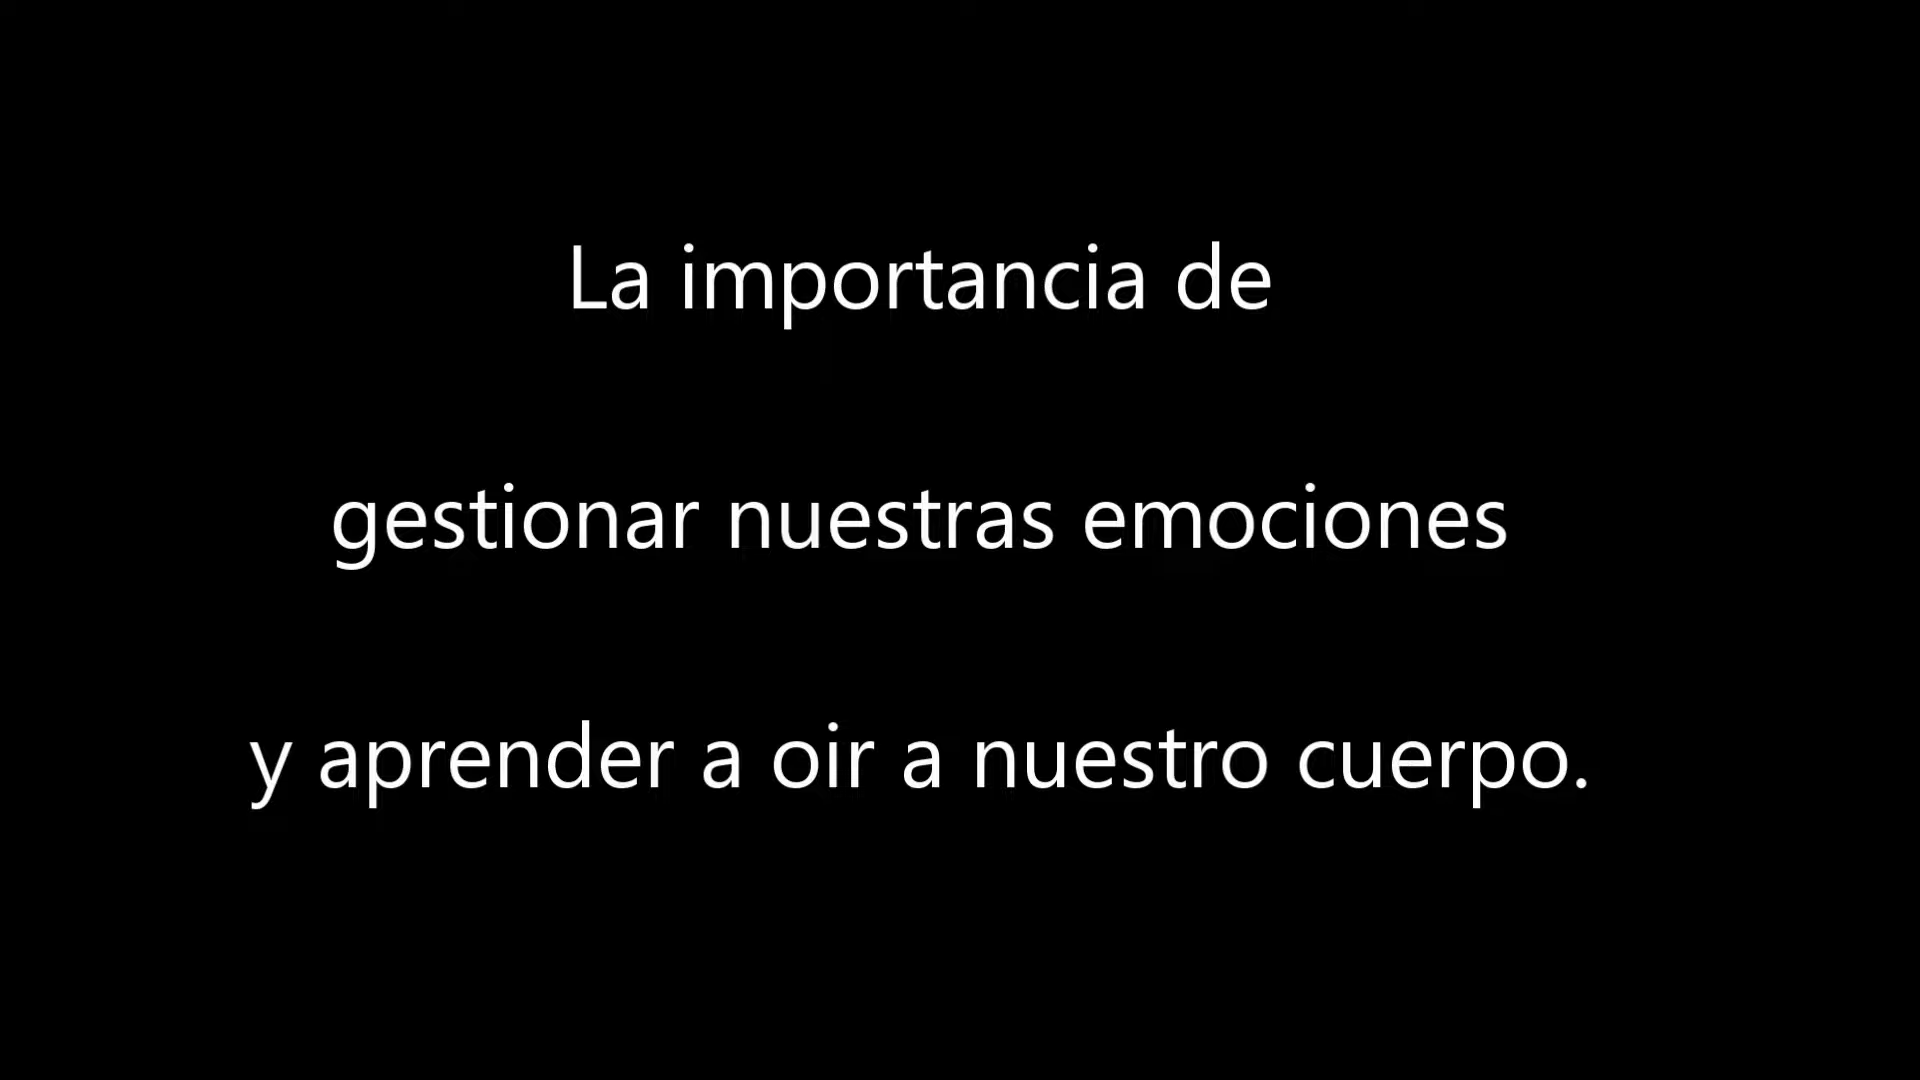 La importancia de
gestionar nuestras emociones
y aprender a oir a nuestro cuerpo.